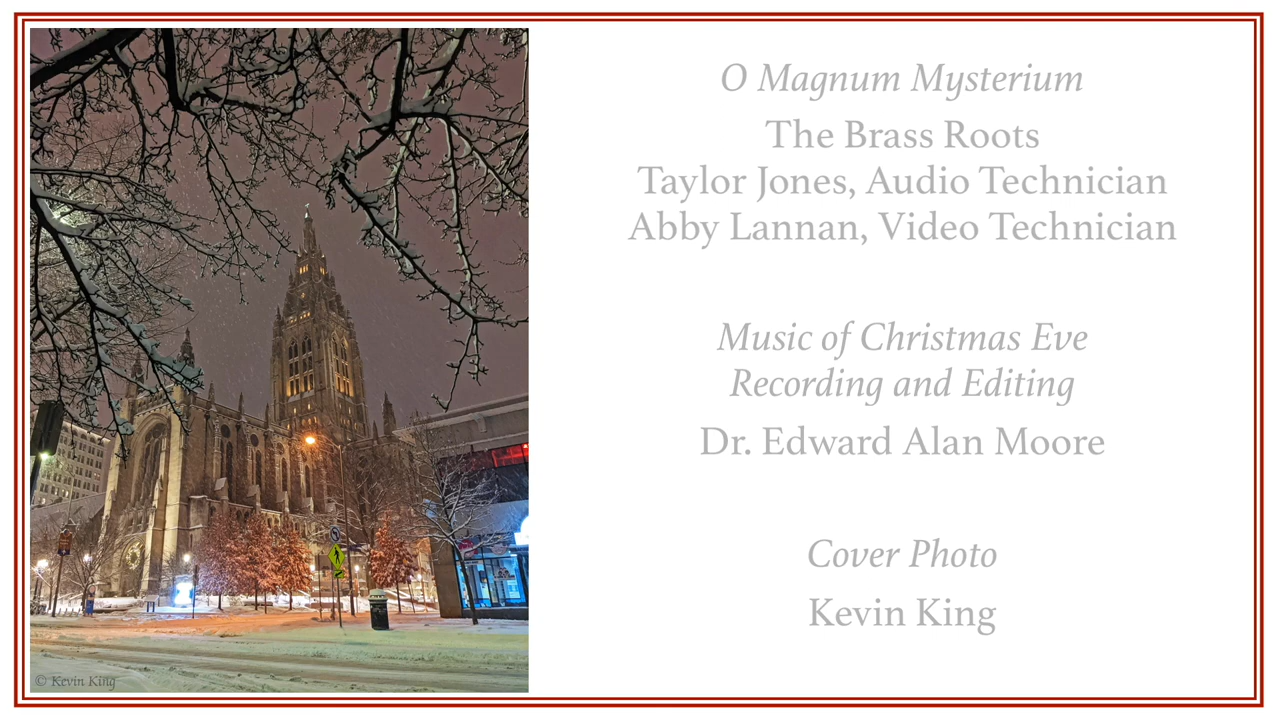 O Magnum Mysterium
The Brass Roots
Taylor Jones, Audio Technician
Abby Lannan, Video Technician
Music of Christmas Eve
Recording and Editing
Dr. Edward Alan Moore
Cover Photo
Kevin King
© Kevin King